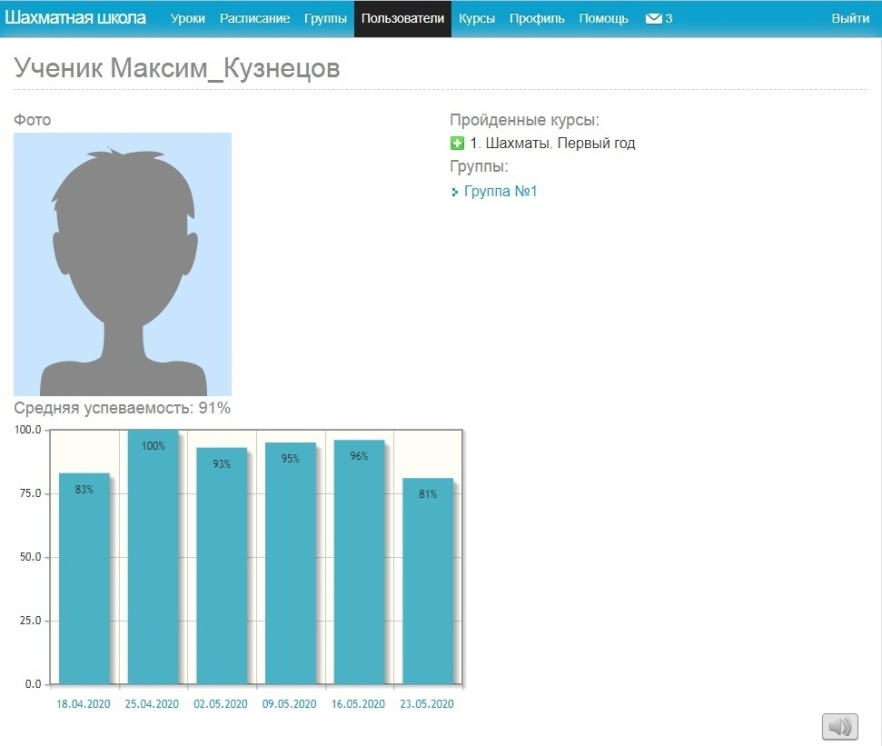 Шахматная школа Уроки Расписание Группы Пользователи Курсы Профиль Помощь 3 Выйти
Ученик Максим_Кузнецов
Фото
Пройденные курсы:
1. Шахматы. Первый год
Группы:
Группа №1
Средняя успеваемость: 91%
100.0
75.0
50.0
25.0
0.0
83%
100%
93%
95%
96%
81%
18.04.2020 25.04.2020 02.05.2020 09.05.2020 16.05.2020 23.05.2020